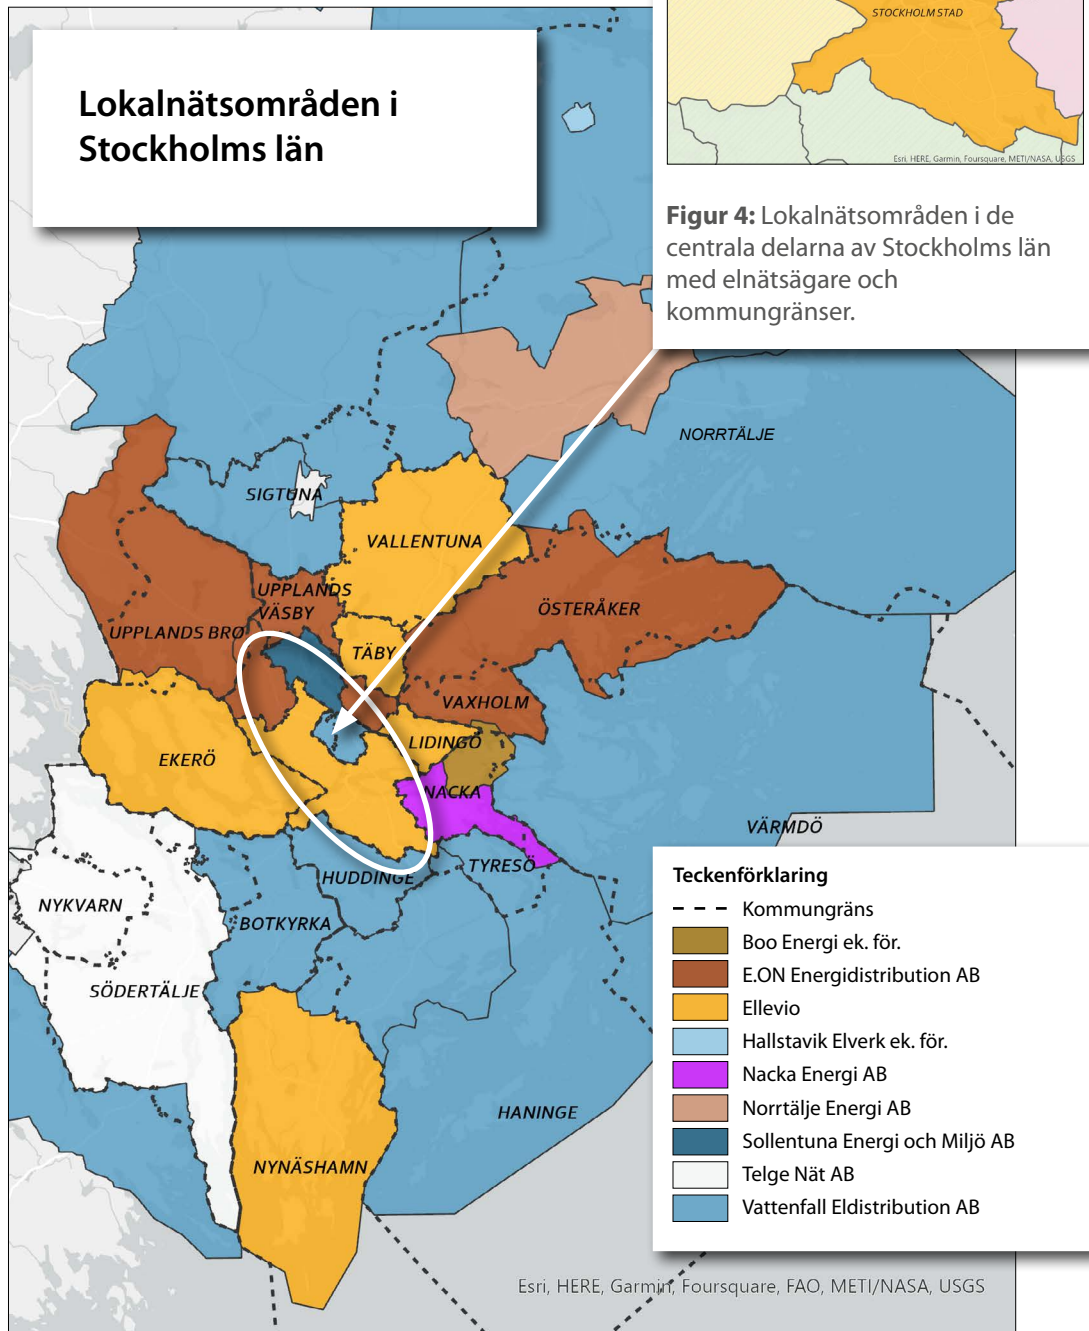 Lokalnätsområden i
Stockholms län
STOCKHOLM STAD
Esri, HERE, Garmin, Foursquare, METI/NASA, USGS
Figur 4: Lokalnätsområden i de
centrala delarna av Stockholms län
med elnätsägare och
kommungränser.
NORRTÄLJE
SIGTUNA
VALLENTUNA
UPPLANDS
VÄSBY
ÖSTERÅKER
UPPLANDS BRO
TÄBY
VAXHOLM
LIDINGÖ
EKERÖ
NACKA
VÄRMDÖ
TYRESÖ
HUDDINGE
NYKVARN
BOTKYRKA
SÖDERTÄLJE
HANINGE
NYNÄSHAMN
Teckenförklaring
Kommungräns
Boo Energi ek. för.
E.ON Energidistribution AB
Ellevio
Hallstavik Elverk ek. för.
Nacka Energi AB
Norrtälje Energi AB
Sollentuna Energi och Miljö AB
Telge Nät AB
Vattenfall Eldistribution AB
Esri, HERE, Garmin, Foursquare, FAO, METI/NASA, USGS